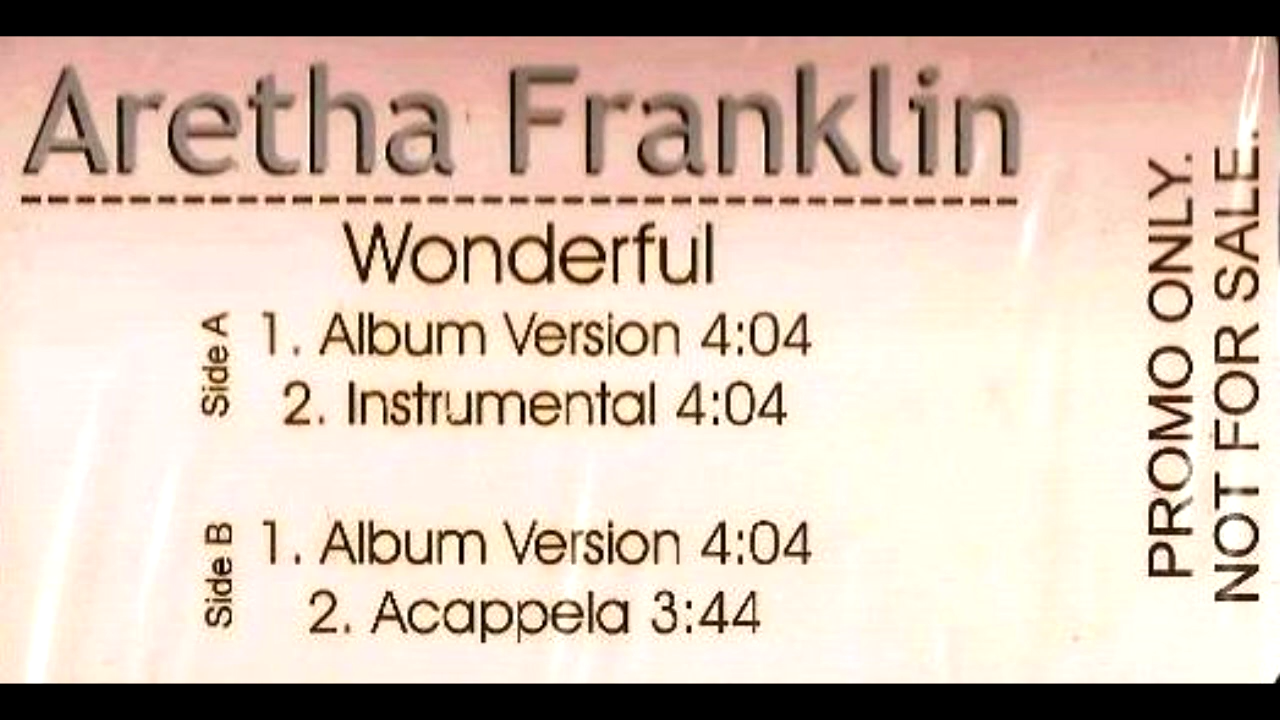 Aretha Franklin
Wonderful
Side A
1. Album Version 4:04
2. Instrumental 4:04
Side B
1. Album Version 4:04
2. Acappela 3:44
PROMO ONLY.
NOT FOR SALE.